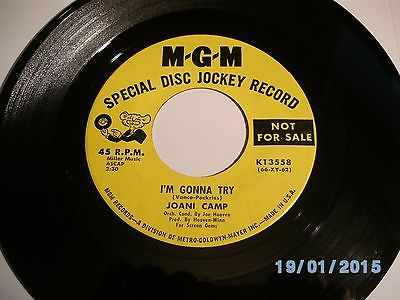 M-G-M
SPECIAL DISC JOCKEY RECORD
NOT
FOR SALE
45 R.P.M.
Miller Music
ASCAP
2:30
K13558
(66-XY-62)
I'M GONNA TRY
(Vance-Pockriss)
JOANI CAMP
Orch. Cond. By Joe Hooven
Prod. By Hooven-Winn
For Screen Gems
MGM RECORDS—A DIVISION OF METRO-GOLDWYN-MAYER INC.—MADE IN U.S.A.
19/01/2015